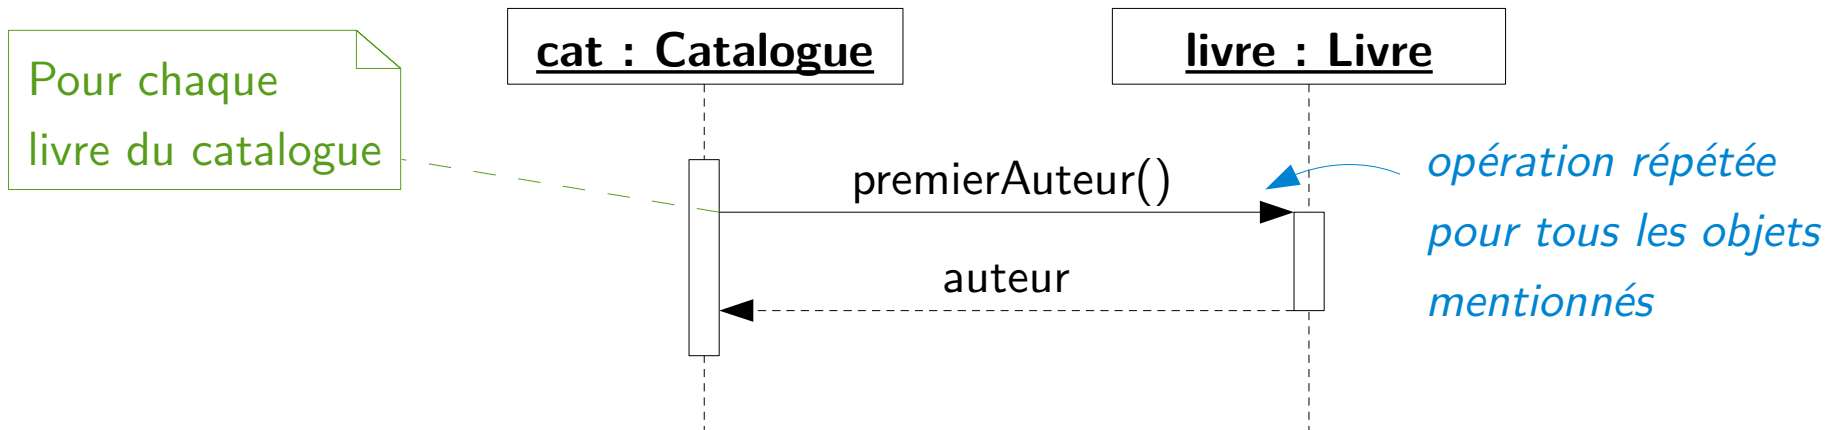 Pour chaque
livre du catalogue
cat : Catalogue
livre : Livre
premierAuteur()
auteur
opération répétée
pour tous les objets
mentionnés